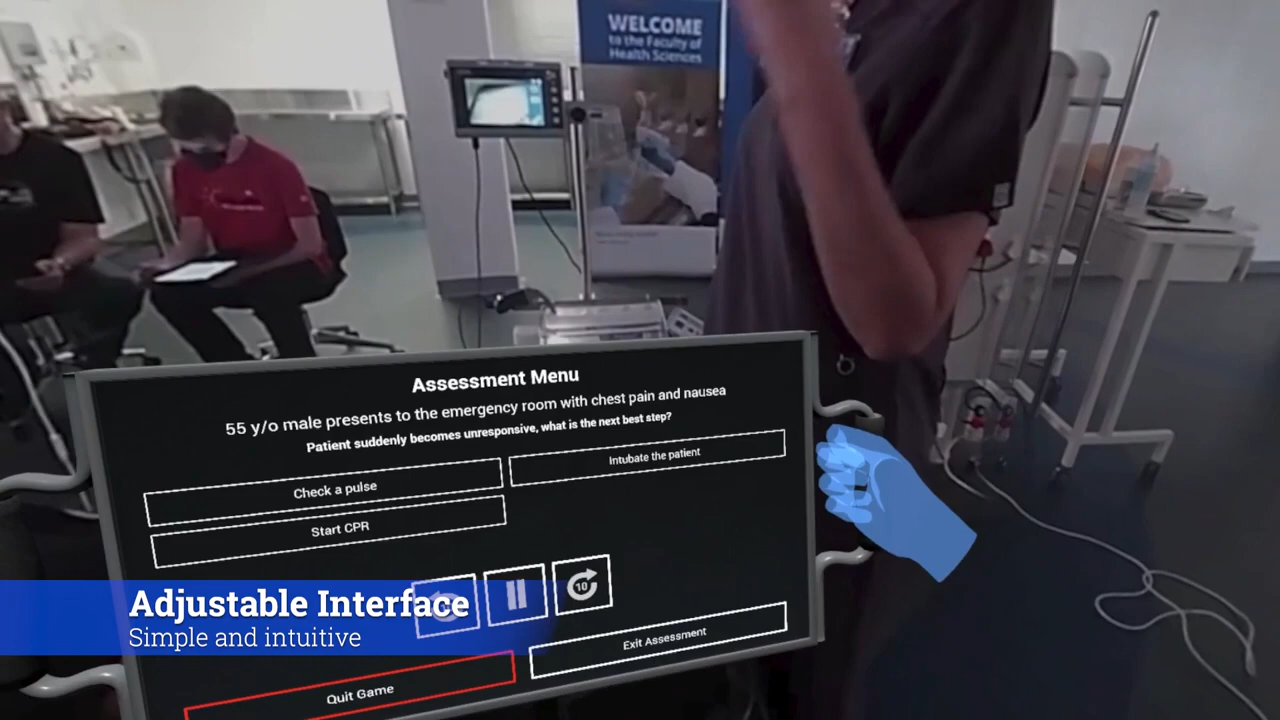 WELCOME
to the Faculty of
Health Sciences
Assessment Menu
55 y/o male presents to the emergency room with chest pain and nausea
Patient suddenly becomes unresponsive, what is the next best step?
Check a pulse
Intubate the patient
Start CPR
10
Adjustable Interface
Simple and intuitive
Exit Assessment
Quit Game